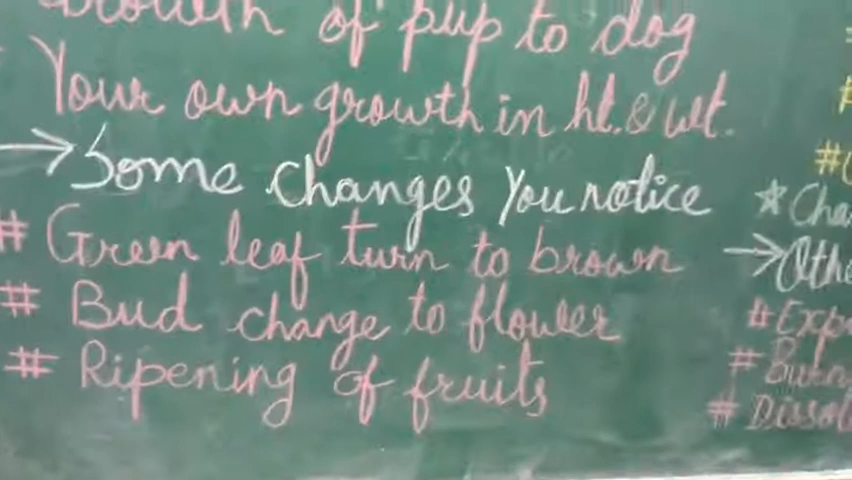 Growth of pup to dog
Your own growth in ht. & wt.
→ Some changes you notice
# Green leaf turn to brown
# Bud change to flower
# Ripening of fruits
#
#
→
#
#
#